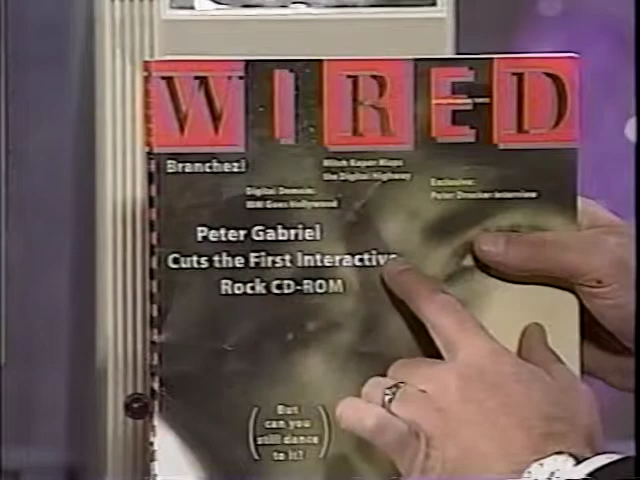 WIRED
Branchez!
Mitch Kapor Maps
the Digital Highway
Digital Domain:
IBM Goes Hollywood
Exclusive:
Peter Drucker Interview
Peter Gabriel
Cuts the First Interactive
Rock CD-ROM
(But
can you
still dance
to it?)